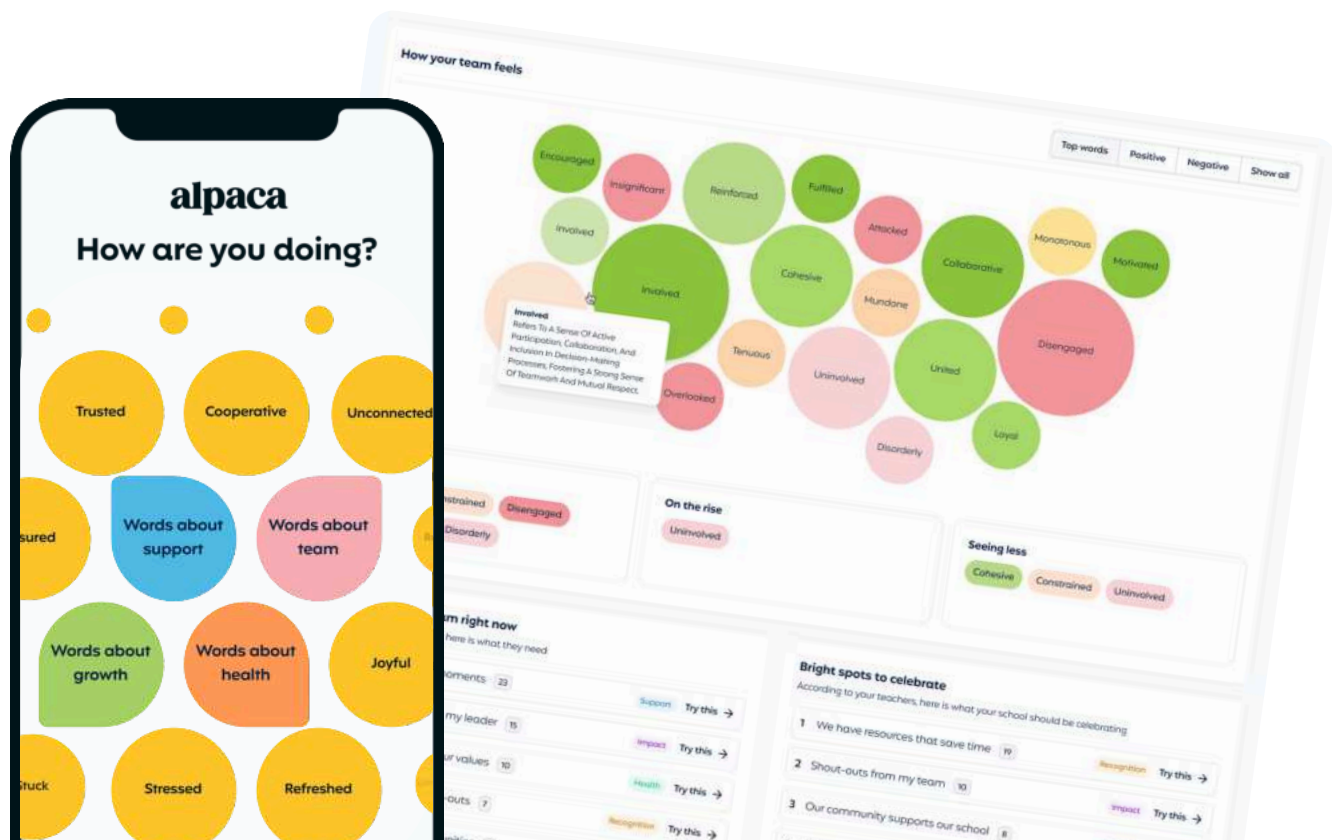 alpaca
How are you doing?
Trusted
Cooperative
Unconnected
sured
Words about
support
Words about
team
Words about
growth
Words about
health
Joyful
Stuck
Stressed
Refreshed
How your team feels
Top words
Positive
Negative
Show all
Encouraged
Insignificant
Reinforced
Fulfilled
Attacked
Involved
Involved
Cohesive
Collaborative
Monotonous
Motivated
Mundane
Disengaged
Tenuous
Uninvolved
United
Overlooked
Disorderly
Loyal
Involved
Refers To A Sense Of Active
Participation, Collaboration, And
Inclusion In Decision-Making
Processes, Fostering A Strong Sense
Of Teamwork And Mutual Respect.
nstrained
Disengaged
Disorderly
On the rise
Uninvolved
Seeing less
Cohesive
Constrained
Uninvolved
m right now
here is what they need
oments 23 Support Try this →
my leader 15 Impact Try this →
ur values 10 Health Try this →
-outs 7 Recognition Try this →
Bright spots to celebrate
According to your teachers, here is what your school should be celebrating
1 We have resources that save time 19 Recognition Try this →
2 Shout-outs from my team 10 Impact Try this →
3 Our community supports our school 8